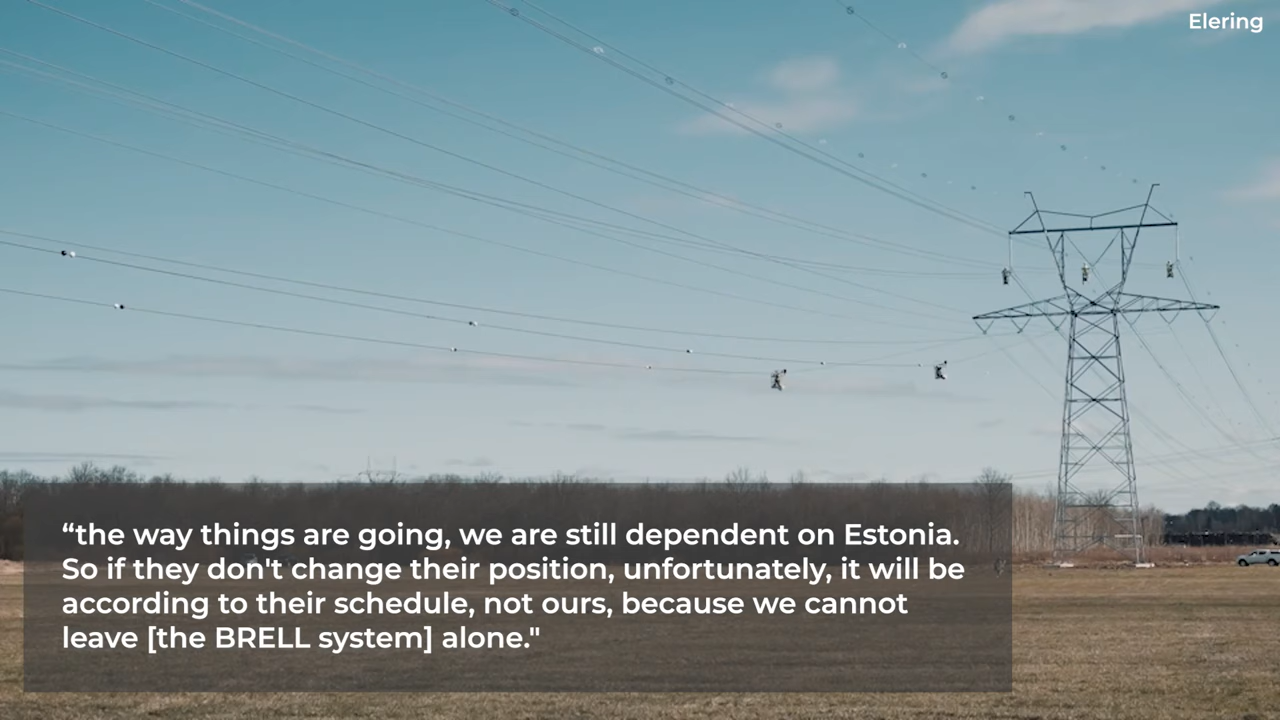 Elering
“the way things are going, we are still dependent on Estonia.
So if they don't change their position, unfortunately, it will be
according to their schedule, not ours, because we cannot
leave [the BRELL system] alone."